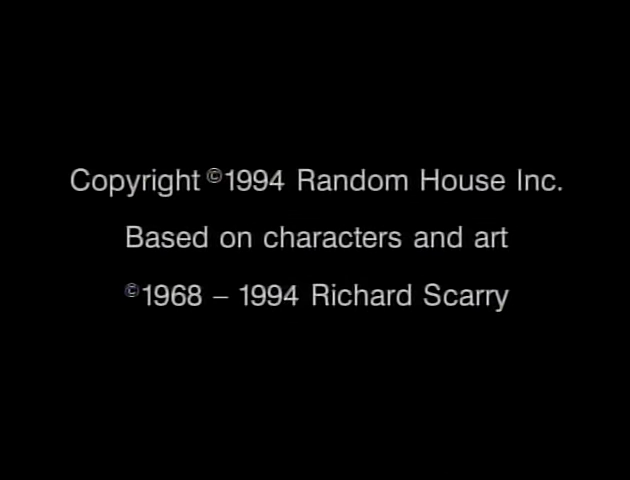 Copyright ©1994 Random House Inc.
Based on characters and art
©1968 – 1994 Richard Scarry